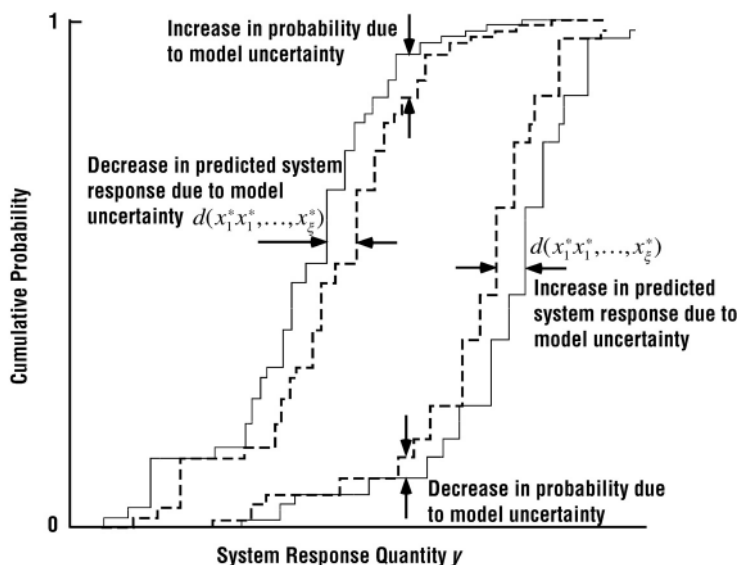 1
Increase in probability due
to model uncertainty
Decrease in predicted system
response due to model
uncertainty d(x₁*x₁*,…,x_ξ*)
d(x₁*x₁*,…,x_ξ*)
Increase in predicted
system response due to
model uncertainty
Cumulative Probability
Decrease in probability due
to model uncertainty
0
System Response Quantity y